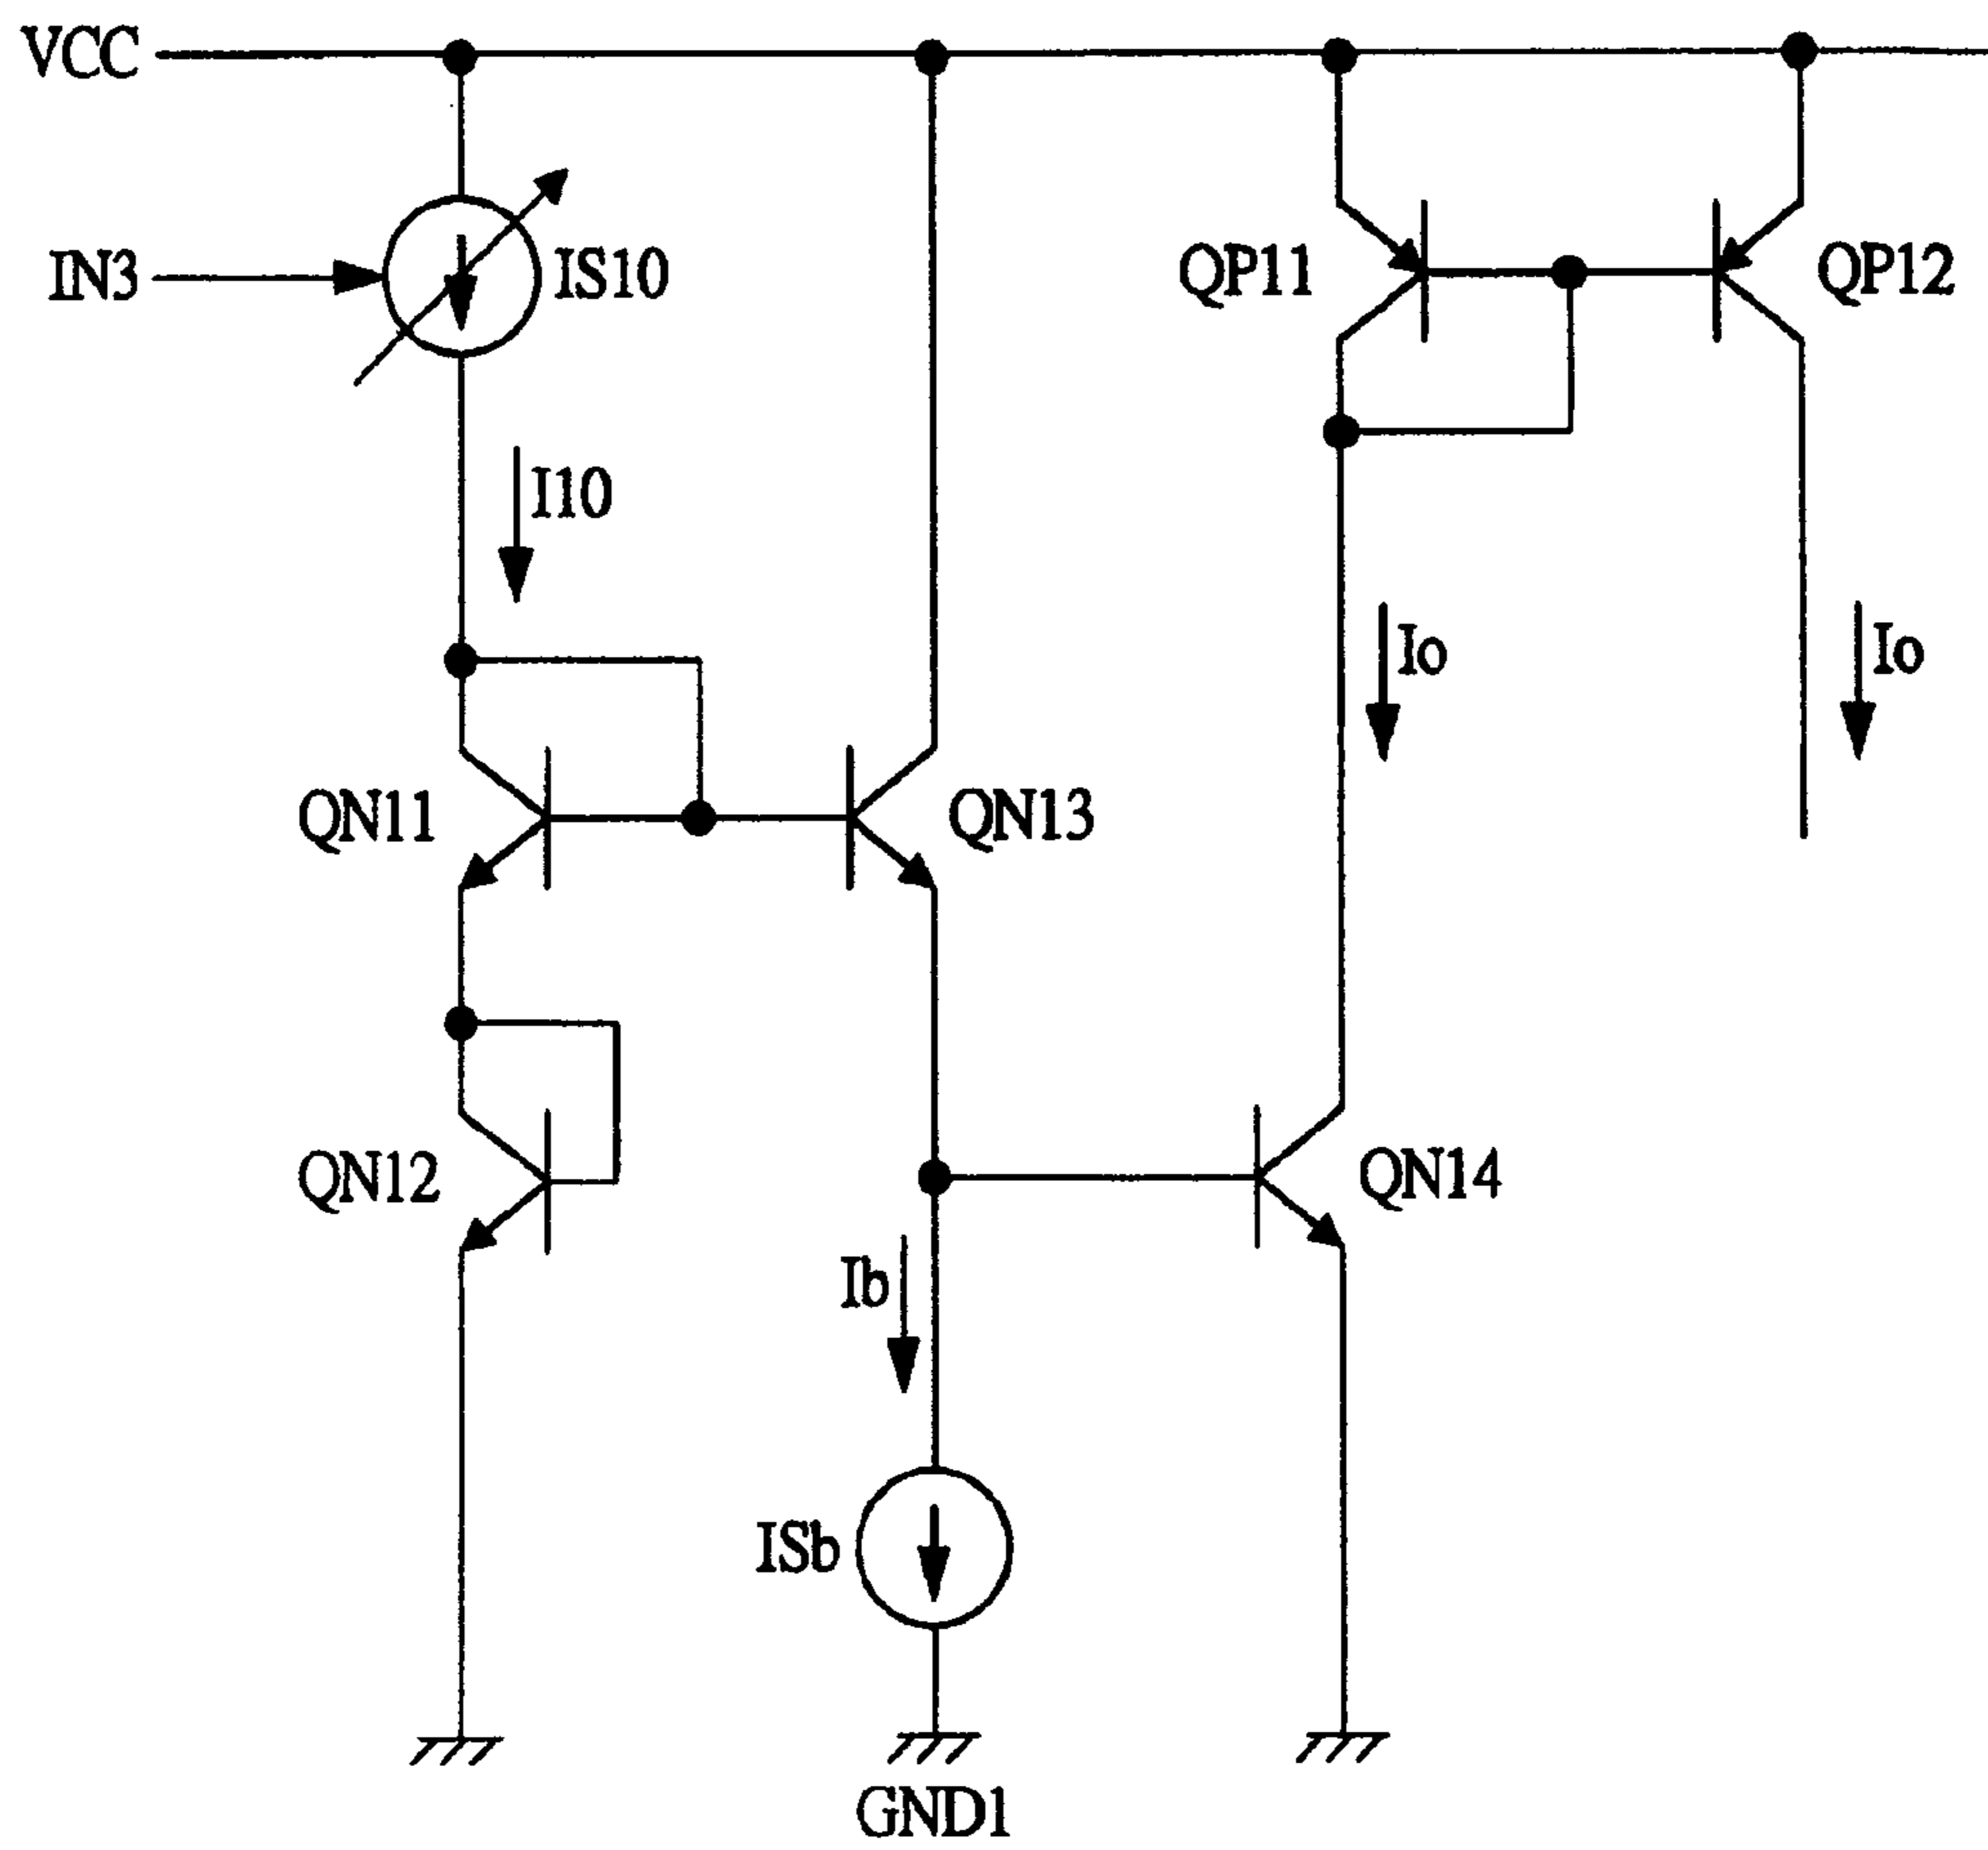 VCC
IN3
IS10
QP11
QP12
I10
Io
Io
QN11
QN13
QN12
QN14
Ib
ISb
GND1